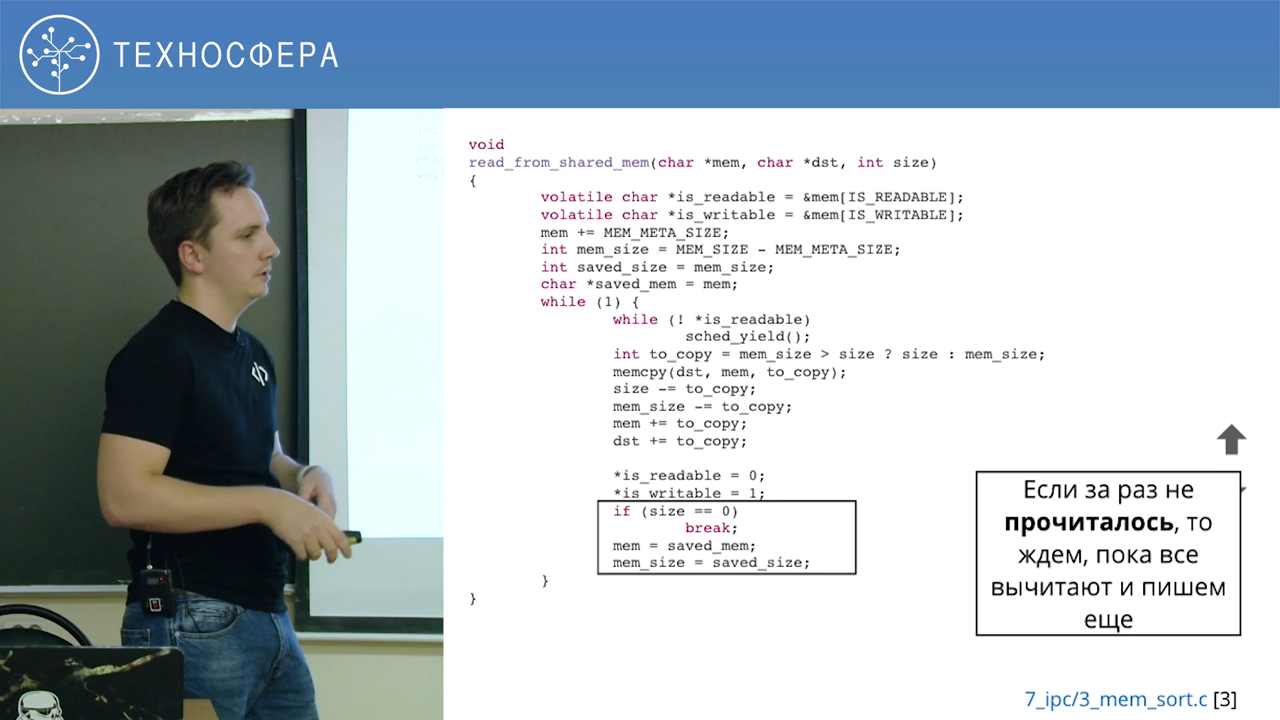 ТЕХНОСФЕРА
void
read_from_shared_mem(char *mem, char *dst, int size)
{
volatile char *is_readable = &mem[IS_READABLE];
volatile char *is_writable = &mem[IS_WRITABLE];
mem += MEM_META_SIZE;
int mem_size = MEM_SIZE - MEM_META_SIZE;
int saved_size = mem_size;
char *saved_mem = mem;
while (1) {
while (! *is_readable)
sched_yield();
int to_copy = mem_size > size ? size : mem_size;
memcpy(dst, mem, to_copy);
size -= to_copy;
mem_size -= to_copy;
mem += to_copy;
dst += to_copy;
*is_readable = 0;
*is_writable = 1;
if (size == 0)
break;
mem = saved_mem;
mem_size = saved_size;
}
}
Если за раз не
прочиталось, то
ждем, пока все
вычитают и пишем
еще
7_ipc/3_mem_sort.c [3]